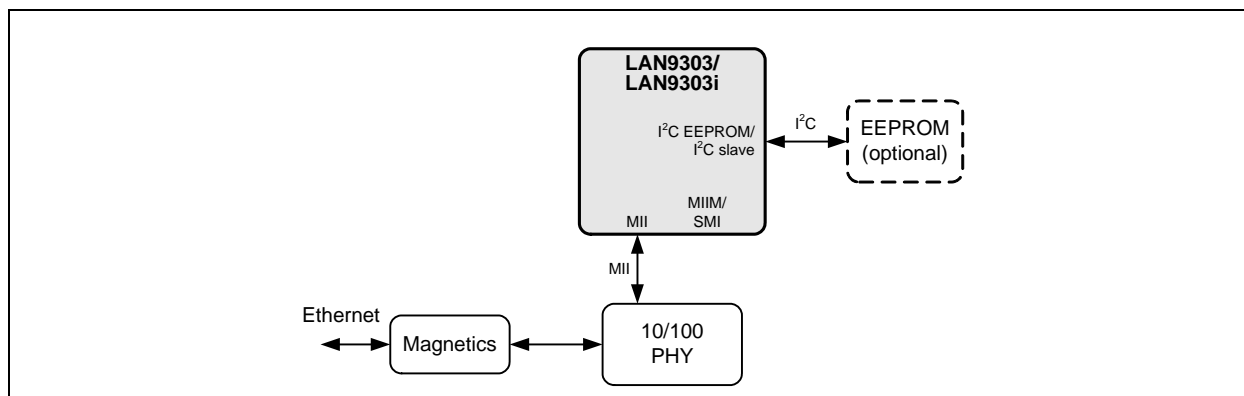 LAN9303/
LAN9303i
I²C EEPROM/
I²C slave
I²C
EEPROM
(optional)
MII
MIIM/
SMI
MII
Ethernet
Magnetics
10/100
PHY